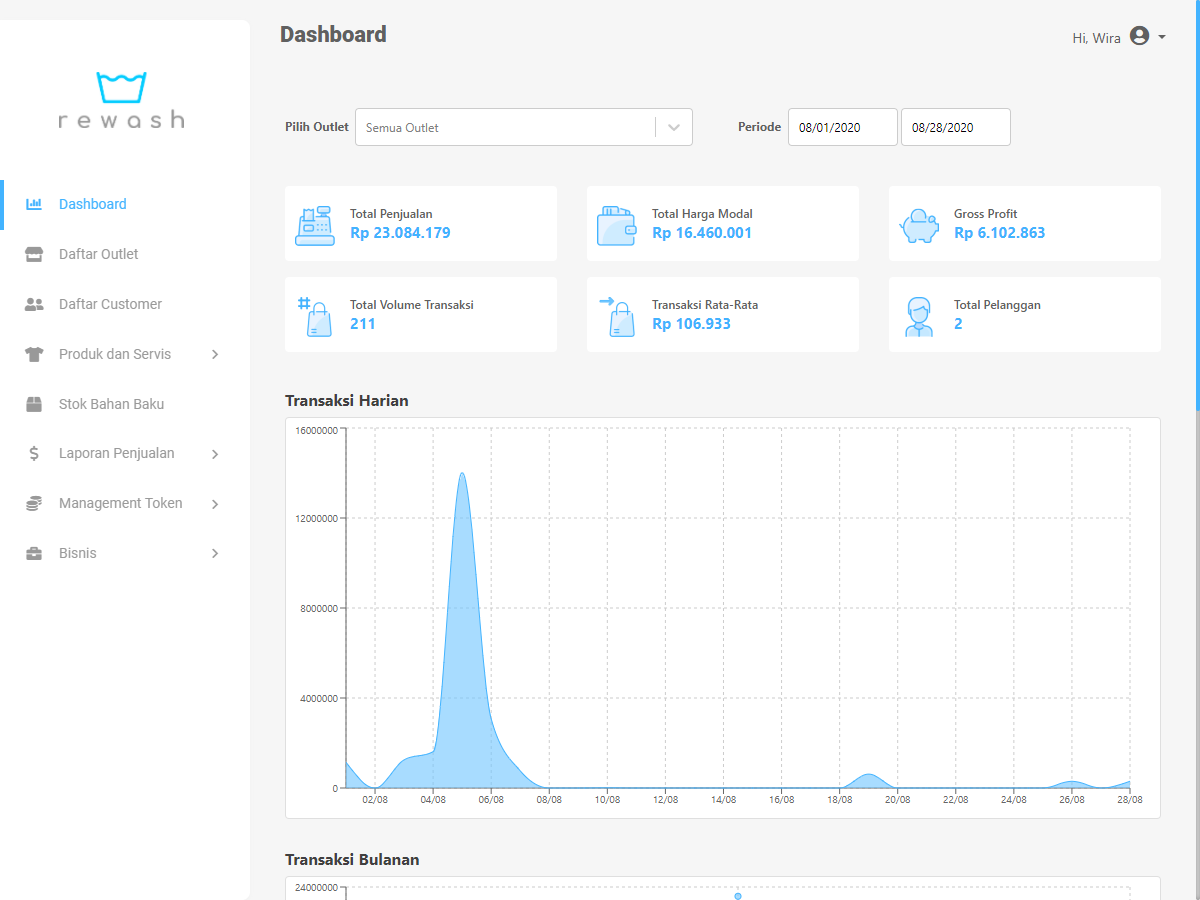 Dashboard
Hi, Wira
rewash
Pilih Outlet
Semua Outlet
Periode
08/01/2020
08/28/2020
Dashboard
Daftar Outlet
Daftar Customer
Produk dan Servis
Stok Bahan Baku
Laporan Penjualan
Management Token
Bisnis
Total Penjualan
Rp 23.084.179
Total Harga Modal
Rp 16.460.001
Gross Profit
Rp 6.102.863
#
Total Volume Transaksi
211
Transaksi Rata-Rata
Rp 106.933
Total Pelanggan
2
Transaksi Harian
16000000
12000000
8000000
4000000
0
02/08 04/08 06/08 08/08 10/08 12/08 14/08 16/08 18/08 20/08 22/08 24/08 26/08 28/08
Transaksi Bulanan
24000000